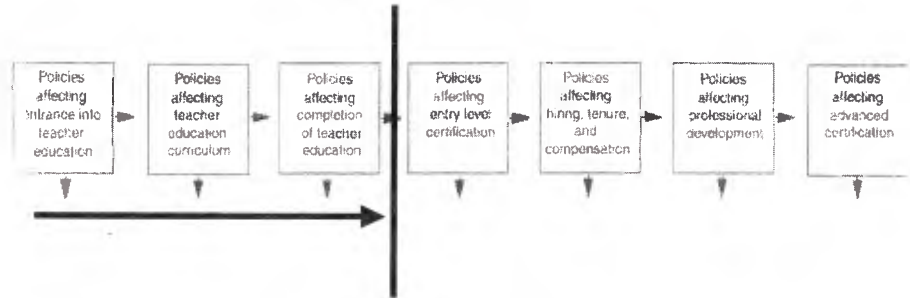 Policies
affecting
entrance into
teacher
education
Policies
affecting
teacher
education
curriculum
Policies
affecting
completion
of teacher
education
Policies
affecting
entry level
certification
Policies
affecting
hiring, tenure,
and
compensation
Policies
affecting
professional
development
Policies
affecting
advanced
certification